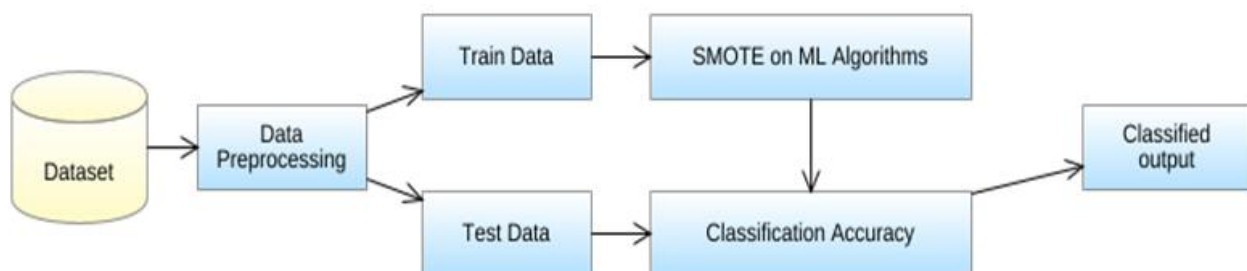 Dataset
Data
Preprocessing
Train Data
Test Data
SMOTE on ML Algorithms
Classification Accuracy
Classified
output